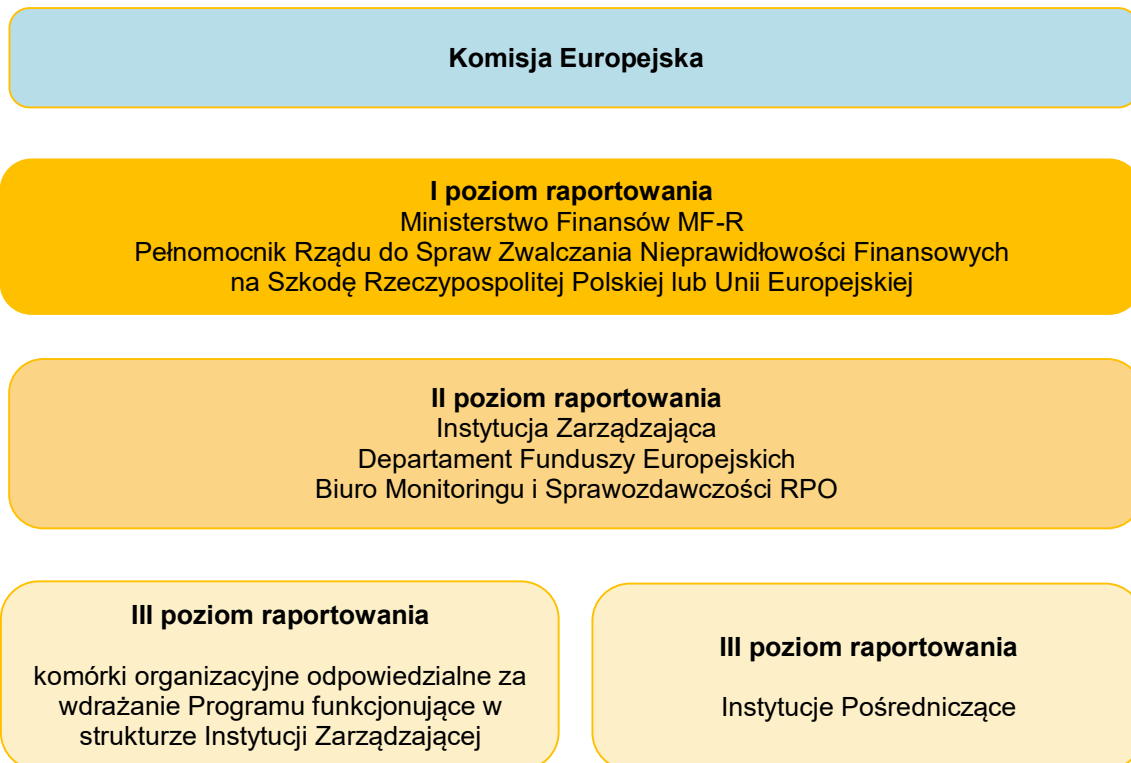 Komisja Europejska
I poziom raportowania
Ministerstwo Finansów MF-R
Pełnomocnik Rządu do Spraw Zwalczania Nieprawidłowości Finansowych
na Szkodę Rzeczypospolitej Polskiej lub Unii Europejskiej
II poziom raportowania
Instytucja Zarządzająca
Departament Funduszy Europejskich
Biuro Monitoringu i Sprawozdawczości RPO
III poziom raportowania
komórki organizacyjne odpowiedzialne za
wdrażanie Programu funkcjonujące w
strukturze Instytucji Zarządzającej
III poziom raportowania
Instytucje Pośredniczące